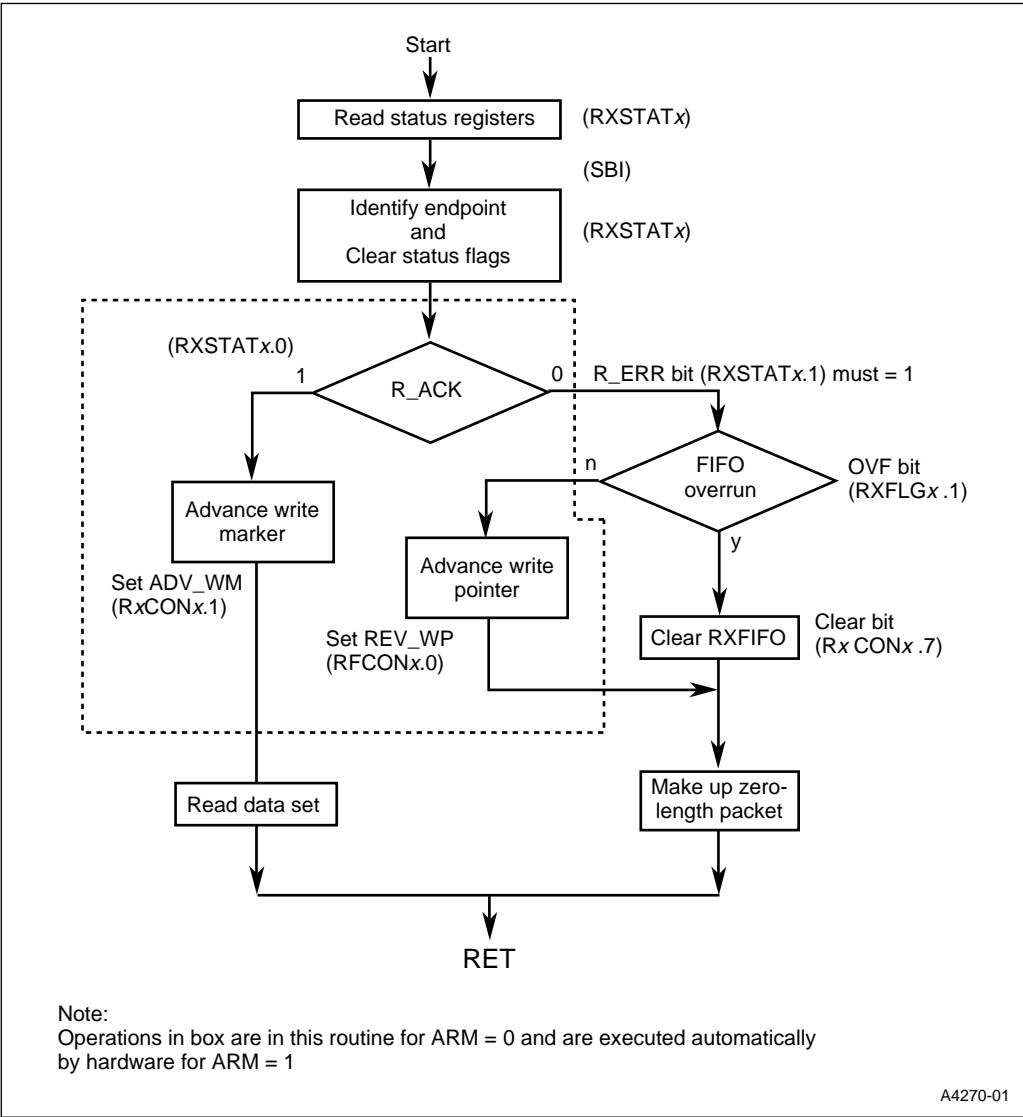 Start
Read status registers
(RXSTATx)
(SBI)
Identify endpoint
and
Clear status flags
(RXSTATx)
(RXSTATx.0)
1
R_ACK
0
R_ERR bit (RXSTATx.1) must = 1
n
FIFO
overrun
OVF bit
(RXFLGx .1)
y
Advance write
marker
Set ADV_WM
(RxCONx.1)
Advance write
pointer
Set REV_WP
(RFCONx.0)
Clear RXFIFO
Clear bit
(Rx CONx .7)
Read data set
Make up zero-
length packet
RET
Note:
Operations in box are in this routine for ARM = 0 and are executed automatically
by hardware for ARM = 1
A4270-01